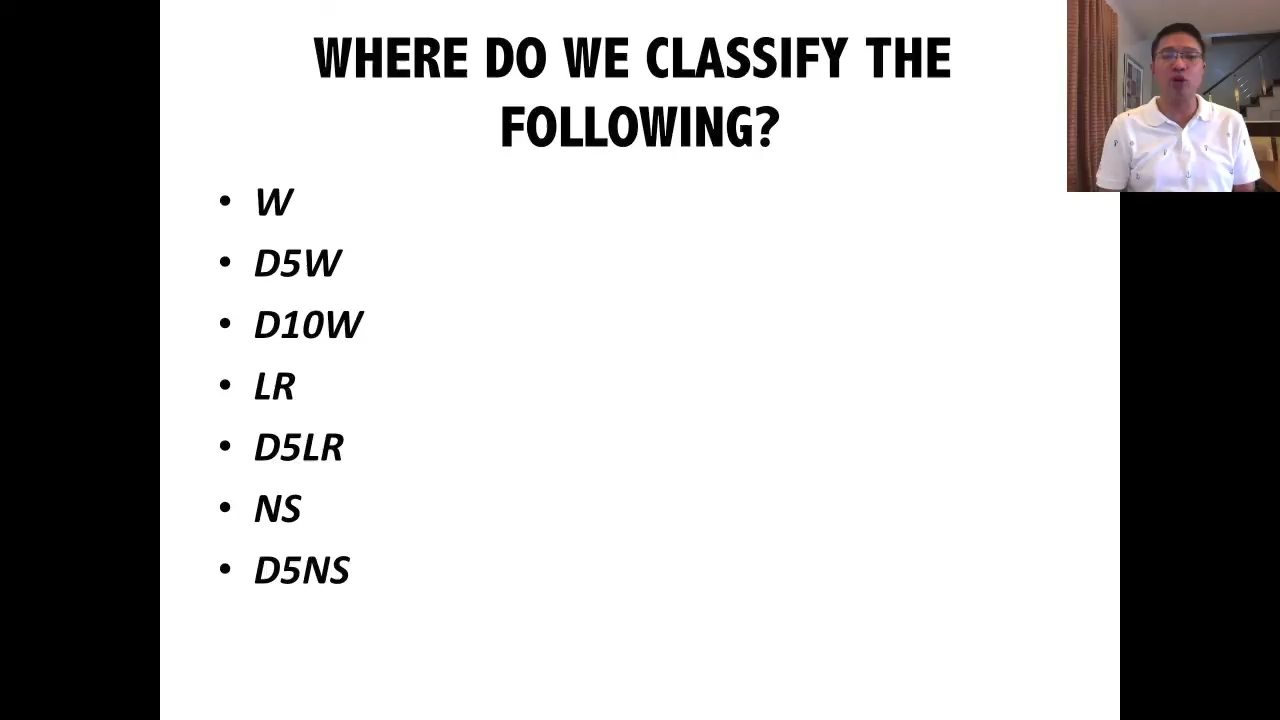 WHERE DO WE CLASSIFY THE
FOLLOWING?
• W
• D5W
• D10W
• LR
• D5LR
• NS
• D5NS